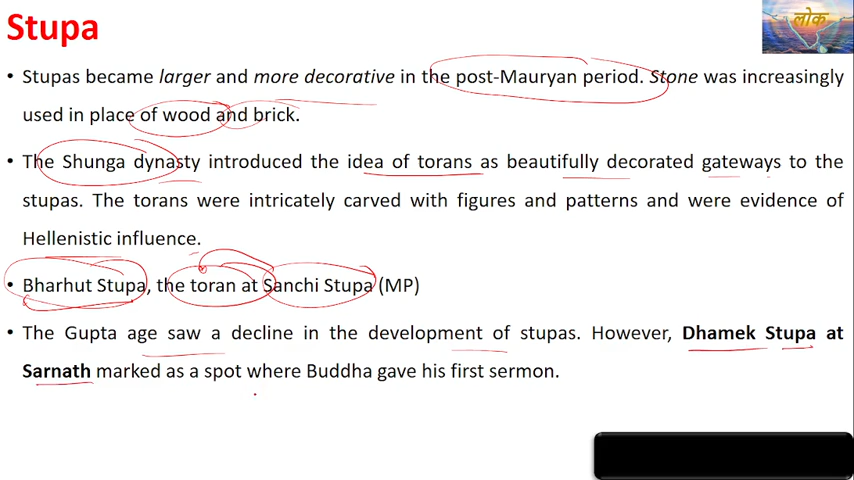 Stupa
लोक
• Stupas became larger and more decorative in the post-Mauryan period. Stone was increasingly
used in place of wood and brick.
• The Shunga dynasty introduced the idea of torans as beautifully decorated gateways to the
stupas. The torans were intricately carved with figures and patterns and were evidence of
Hellenistic influence.
• Bharhut Stupa, the toran at Sanchi Stupa (MP)
• The Gupta age saw a decline in the development of stupas. However, Dhamek Stupa at
Sarnath marked as a spot where Buddha gave his first sermon.